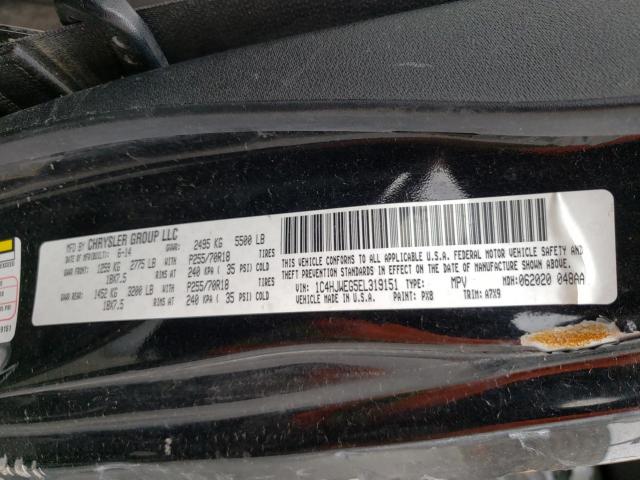 MFD BY CHRYSLER GROUP LLC
DATE OF MFR(BUILT): 6-14 GVWR: 2495 KG 5500 LB
1259 KG 2775 LB WITH P255/70R18 TIRES
18X7.5 RIMS AT 240 KPA ( 35 PSI) COLD
1452 KG 3200 LB WITH P255/70R18 TIRES
18X7.5 RIMS AT 240 KPA ( 35 PSI) COLD
THIS VEHICLE CONFORMS TO ALL APPLICABLE U.S.A. FEDERAL MOTOR VEHICLE SAFETY AND
THEFT PREVENTION STANDARDS IN EFFECT ON THE DATE OF MANUFACTURE SHOWN ABOVE.
VIN: 1C4HJWEG5EL319151 TYPE: MPV MDH: 062020 048AA
VEHICLE MADE IN U.S.A. PAINT: PX8 TRIM: A7X9